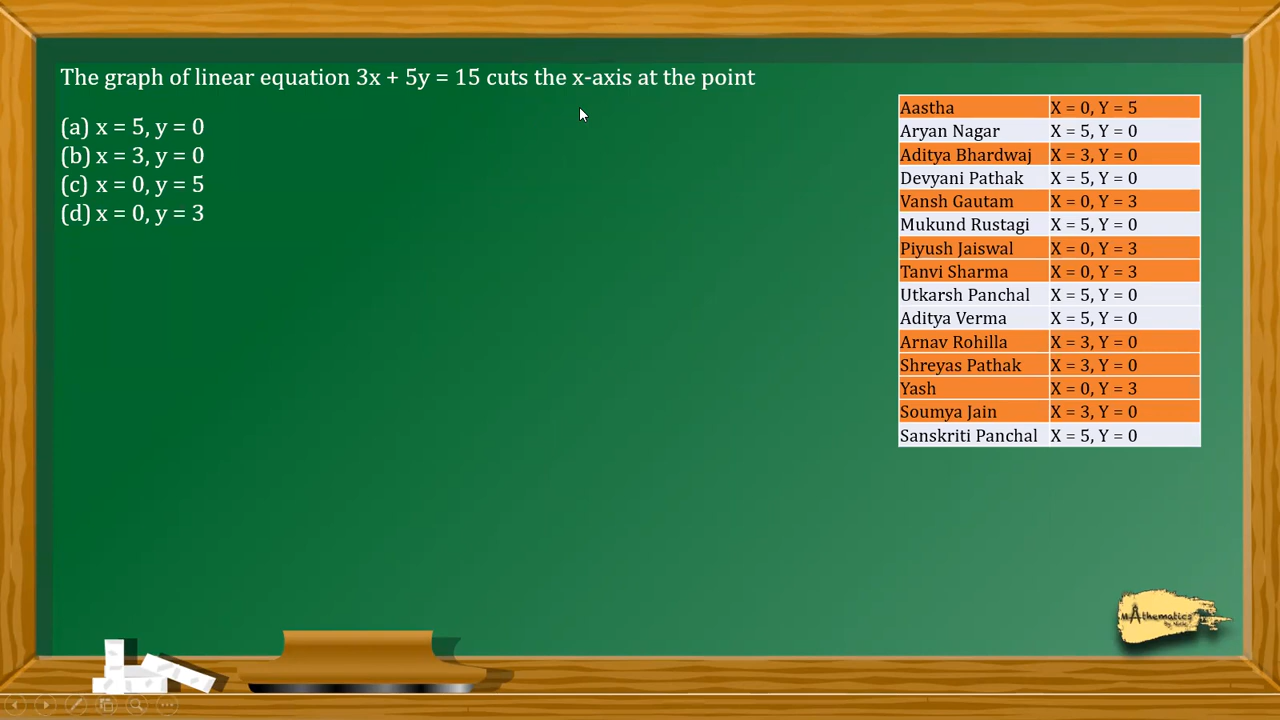 The graph of linear equation 3x + 5y = 15 cuts the x-axis at the point
(a) x = 5, y = 0
(b) x = 3, y = 0
(c) x = 0, y = 5
(d) x = 0, y = 3
Aastha X = 0, Y = 5
Aryan Nagar X = 5, Y = 0
Aditya Bhardwaj X = 3, Y = 0
Devyani Pathak X = 5, Y = 0
Vansh Gautam X = 0, Y = 3
Mukund Rustagi X = 5, Y = 0
Piyush Jaiswal X = 0, Y = 3
Tanvi Sharma X = 0, Y = 3
Utkarsh Panchal X = 5, Y = 0
Aditya Verma X = 5, Y = 0
Arnav Rohilla X = 3, Y = 0
Shreyas Pathak X = 3, Y = 0
Yash X = 0, Y = 3
Soumya Jain X = 3, Y = 0
Sanskriti Panchal X = 5, Y = 0
MAthematics